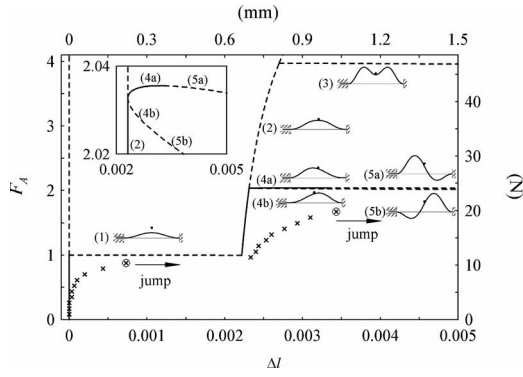 (mm)
0 0.3 0.6 0.9 1.2 1.5
4
3
2
1
0
F_A
50
40
30
20
10
0
(N)
2.04
2.02
0.002 0.005
(4a) (5a)
(4b)
(2) (5b)
(3)
(2)
(4a) (5a)
(4b)
(5b)
(1)
jump
jump
0 0.001 0.002 0.003 0.004 0.005
Δl